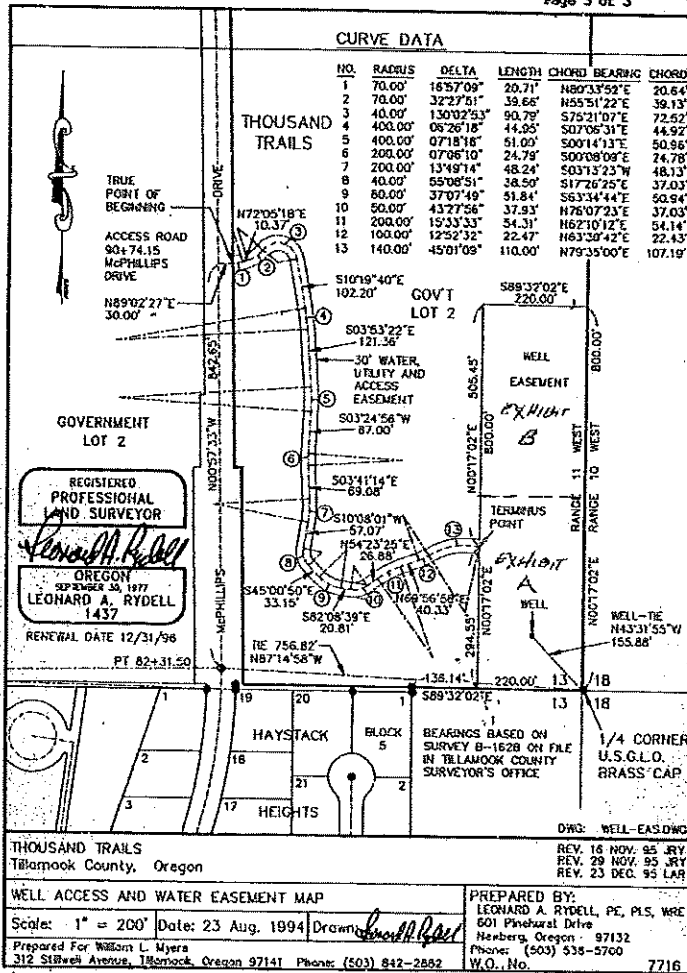 Page 3 of 3
CURVE DATA
NO. RADIUS DELTA LENGTH CHORD BEARING CHORD
1 70.00' 16°57'09" 20.71' N80°33'52"E 20.64'
2 70.00' 32°27'51" 39.66' N55°51'22"E 39.13'
3 40.00' 130°02'53" 90.79' S75°21'07"E 72.52'
4 400.00' 06°26'18" 44.95' S07°06'31"E 44.92'
5 400.00' 07°18'18" 51.00' S00°14'13"E 50.96'
6 200.00' 07°06'10" 24.79' S00°08'09"E 24.78'
7 200.00' 13°49'14" 48.24' S03°13'23"W 48.13'
8 40.00' 55°08'51" 38.50' S17°26'25"E 37.03'
9 80.00' 37°07'49" 51.84' S63°34'44"E 50.94'
10 50.00' 43°27'56" 37.93' N76°07'23"E 37.03'
11 200.00' 15°33'33" 54.31' N62°10'12"E 54.14'
12 100.00' 12°52'32" 22.47' N63°30'42"E 22.43'
13 140.00' 45°01'09" 110.00' N79°35'00"E 107.19'
THOUSAND
TRAILS
TRUE
POINT OF
BEGINNING
ACCESS ROAD
90+74.15
McPHILLIPS
DRIVE
N89°02'27"E
30.00'
DRIVE
N72°05'18"E
10.37'
1
2
3
S10°19'40"E
102.20'
4
GOV'T
LOT 2
S03°53'22"E
121.36'
30' WATER,
UTILITY AND
ACCESS
EASEMENT
5
S03°24'56"W
87.00'
6
S03°41'14"E
69.08'
7
S10°08'01"W
57.07'
N54°23'25"E
26.88'
8
S45°00'50"E
33.15'
9
S82°08'39"E
20.81'
10
11
12
13
N69°56'58"E
40.33'
842.65'
N00°57'33"W
McPHILLIPS
GOVERNMENT
LOT 2
S89°32'02"E
220.00'
WELL
EASEMENT
EXHIBIT
B
505.45'
800.00'
N00°17'02"E
800.00'
RANGE 11 WEST
RANGE 10 WEST
TERMINUS
POINT
EXHIBIT
A
WELL
294.55'
N00°17'02"E
N00°17'02"E
WELL-TIE
N43°31'55"W
155.88'
REGISTERED
PROFESSIONAL
LAND SURVEYOR
Leonard A. Rydell
OREGON
SEPTEMBER 30, 1977
LEONARD A. RYDELL
1437
RENEWAL DATE 12/31/96
PT 82+31.50
TIE 756.82'
N87°14'58"W
136.14'
S89°32'02"E
220.00'
13 18
13 18
1/4 CORNER
U.S.G.L.O.
BRASS CAP
1
19
20
1
HAYSTACK
BLOCK
5
2
18
21
2
3
17
HEIGHTS
BEARINGS BASED ON
SURVEY B-1628 ON FILE
IN TILLAMOOK COUNTY
SURVEYOR'S OFFICE
DWG: WELL-EAS.DWG
THOUSAND TRAILS
Tillamook County, Oregon
REV. 16 NOV. 95 JRY
REV. 29 NOV. 95 JRY
REV. 23 DEC. 95 LAR
WELL ACCESS AND WATER EASEMENT MAP
Scale: 1" = 200' Date: 23 Aug. 1994 Drawn: Leonard A. Rydell
Prepared For William L. Myers
312 Stillwell Avenue, Tillamook, Oregon 97141 Phone: (503) 842-2882
PREPARED BY:
LEONARD A. RYDELL, PE, PLS, WRE
601 Pinehurst Drive
Newberg, Oregon 97132
Phone: (503) 538-5700
W.O. No. 7716